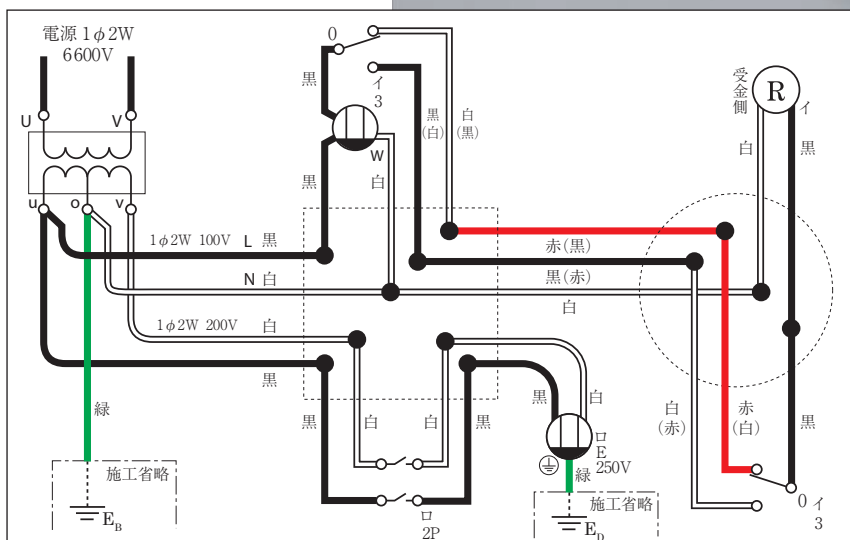 電源 1φ2W
6600V
U
V
u
o
v
0
イ
3
黒
黒
(白)
白
(黒)
W
黒
白
1φ2W 100V
L 黒
N 白
1φ2W 200V
白
黒
赤(黒)
黒(赤)
白
受金側
R
イ
白
黒
緑
施工省略
E_B
黒
白
白
黒
黒
白
ロ
E
250V
緑
施工省略
E_D
ロ
2P
白
(赤)
赤
(白)
黒
0
イ
3